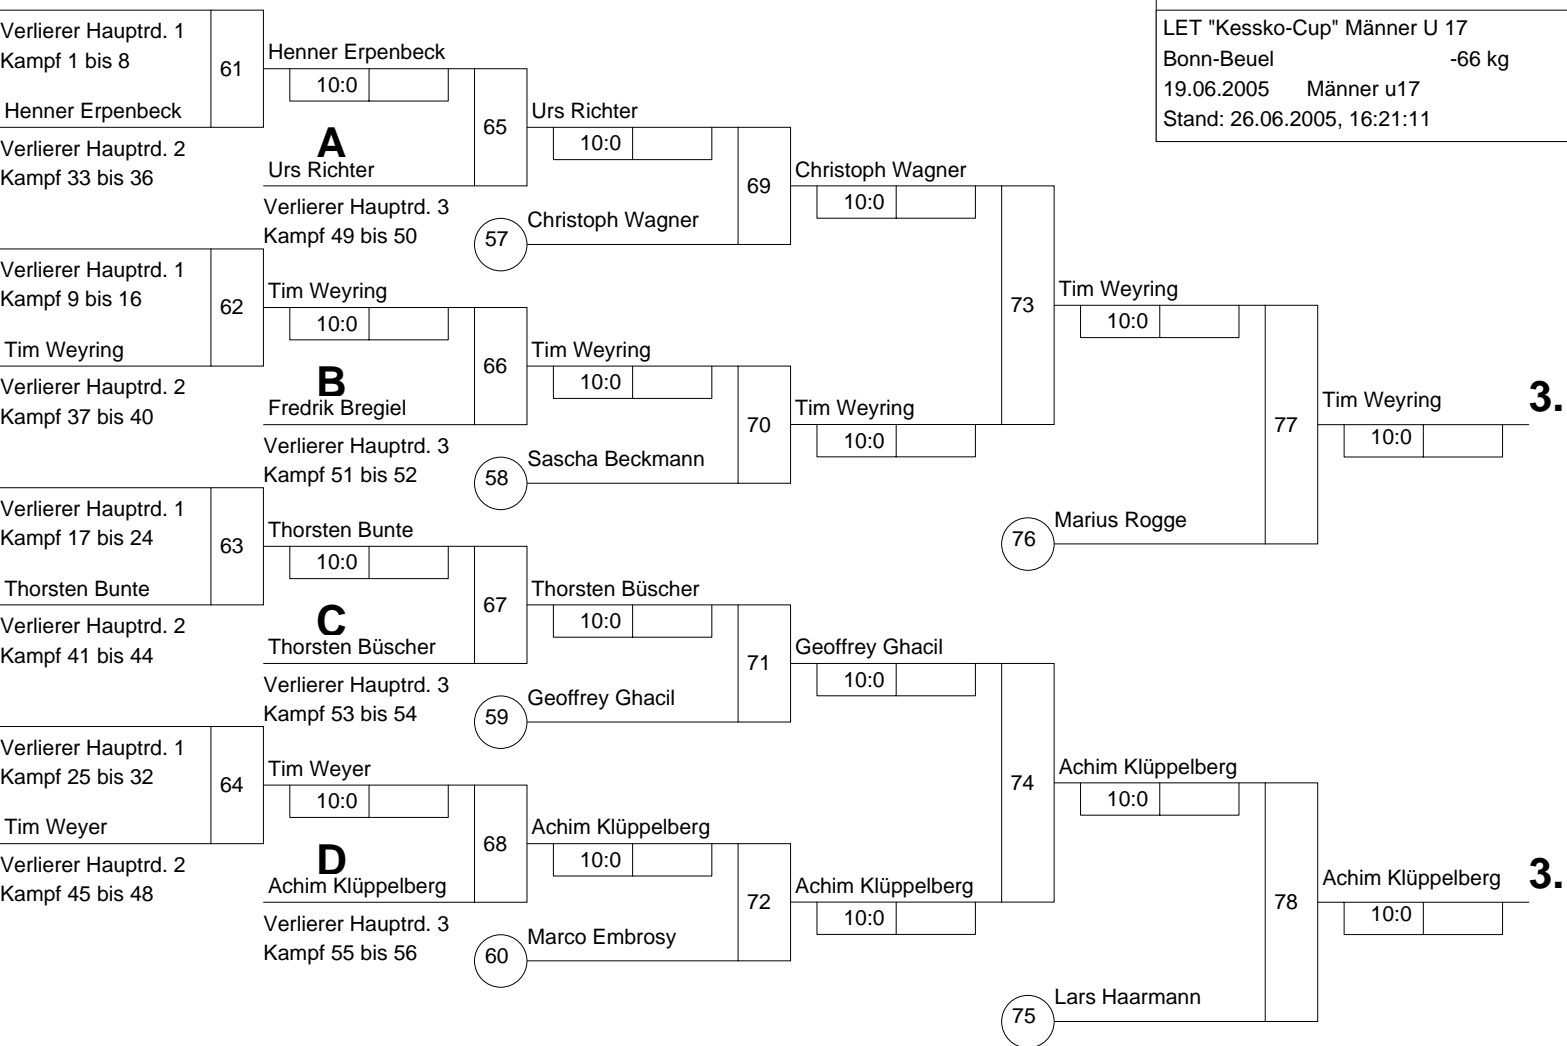 LET "Kessko-Cup" Männer U 17
Bonn-Beuel -66 kg
19.06.2005 Männer u17
Stand: 26.06.2005, 16:21:11
Verlierer Hauptrd. 1
Kampf 1 bis 8
61
Henner Erpenbeck
10:0
Henner Erpenbeck
Verlierer Hauptrd. 2
Kampf 33 bis 36
A
65
Urs Richter
10:0
Urs Richter
Verlierer Hauptrd. 3
Kampf 49 bis 50
57
Christoph Wagner
69
Christoph Wagner
10:0
Verlierer Hauptrd. 1
Kampf 9 bis 16
62
Tim Weyring
10:0
Tim Weyring
Verlierer Hauptrd. 2
Kampf 37 bis 40
B
66
Tim Weyring
10:0
Fredrik Bregiel
Verlierer Hauptrd. 3
Kampf 51 bis 52
58
Sascha Beckmann
70
Tim Weyring
10:0
73
Tim Weyring
10:0
76
Marius Rogge
77
Tim Weyring
10:0
3.
Verlierer Hauptrd. 1
Kampf 17 bis 24
63
Thorsten Bunte
10:0
Thorsten Bunte
Verlierer Hauptrd. 2
Kampf 41 bis 44
C
67
Thorsten Büscher
10:0
Thorsten Büscher
Verlierer Hauptrd. 3
Kampf 53 bis 54
59
Geoffrey Ghacil
71
Geoffrey Ghacil
10:0
Verlierer Hauptrd. 1
Kampf 25 bis 32
64
Tim Weyer
10:0
Tim Weyer
Verlierer Hauptrd. 2
Kampf 45 bis 48
D
68
Achim Klüppelberg
10:0
Achim Klüppelberg
Verlierer Hauptrd. 3
Kampf 55 bis 56
60
Marco Embrosy
72
Achim Klüppelberg
10:0
74
Achim Klüppelberg
10:0
75
Lars Haarmann
78
Achim Klüppelberg
10:0
3.